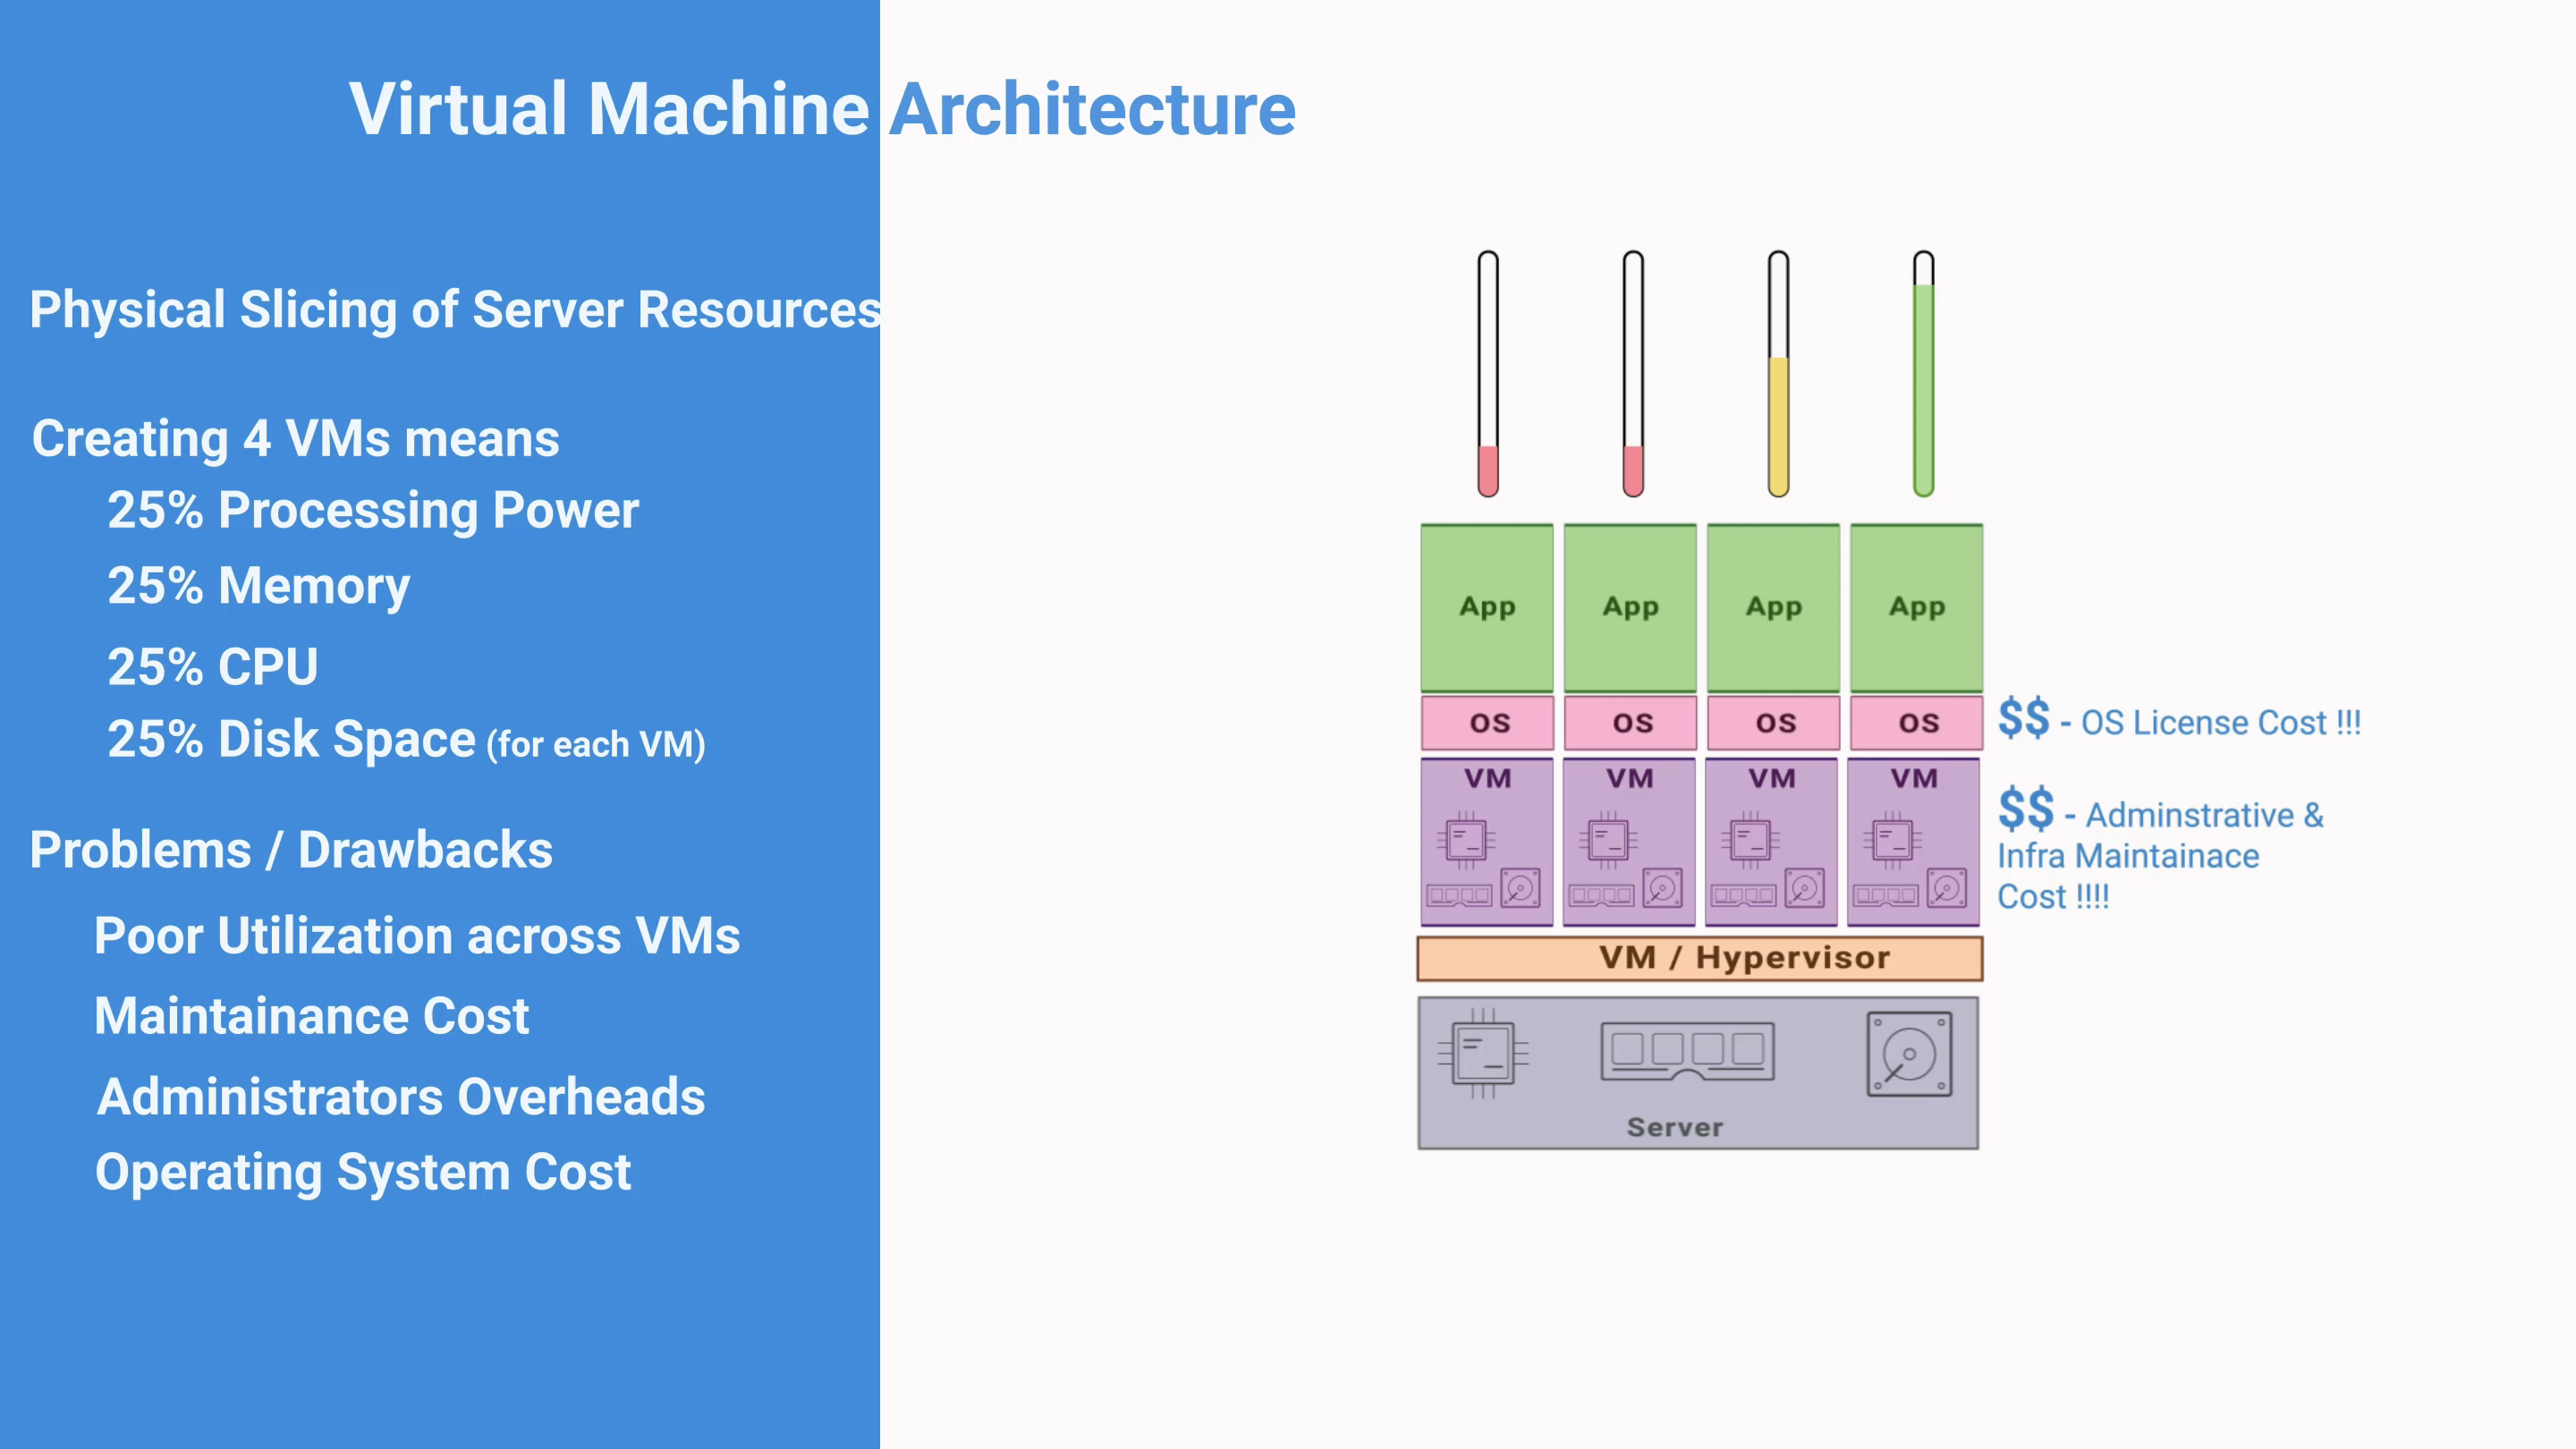 Virtual Machine Architecture
Physical Slicing of Server Resources
Creating 4 VMs means
25% Processing Power
25% Memory
25% CPU
25% Disk Space (for each VM)
Problems / Drawbacks
Poor Utilization across VMs
Maintainance Cost
Administrators Overheads
Operating System Cost
App App App App
OS OS OS OS
$$ - OS License Cost !!!
VM VM VM VM
$$ - Adminstrative &
Infra Maintainace
Cost !!!!
VM / Hypervisor
Server